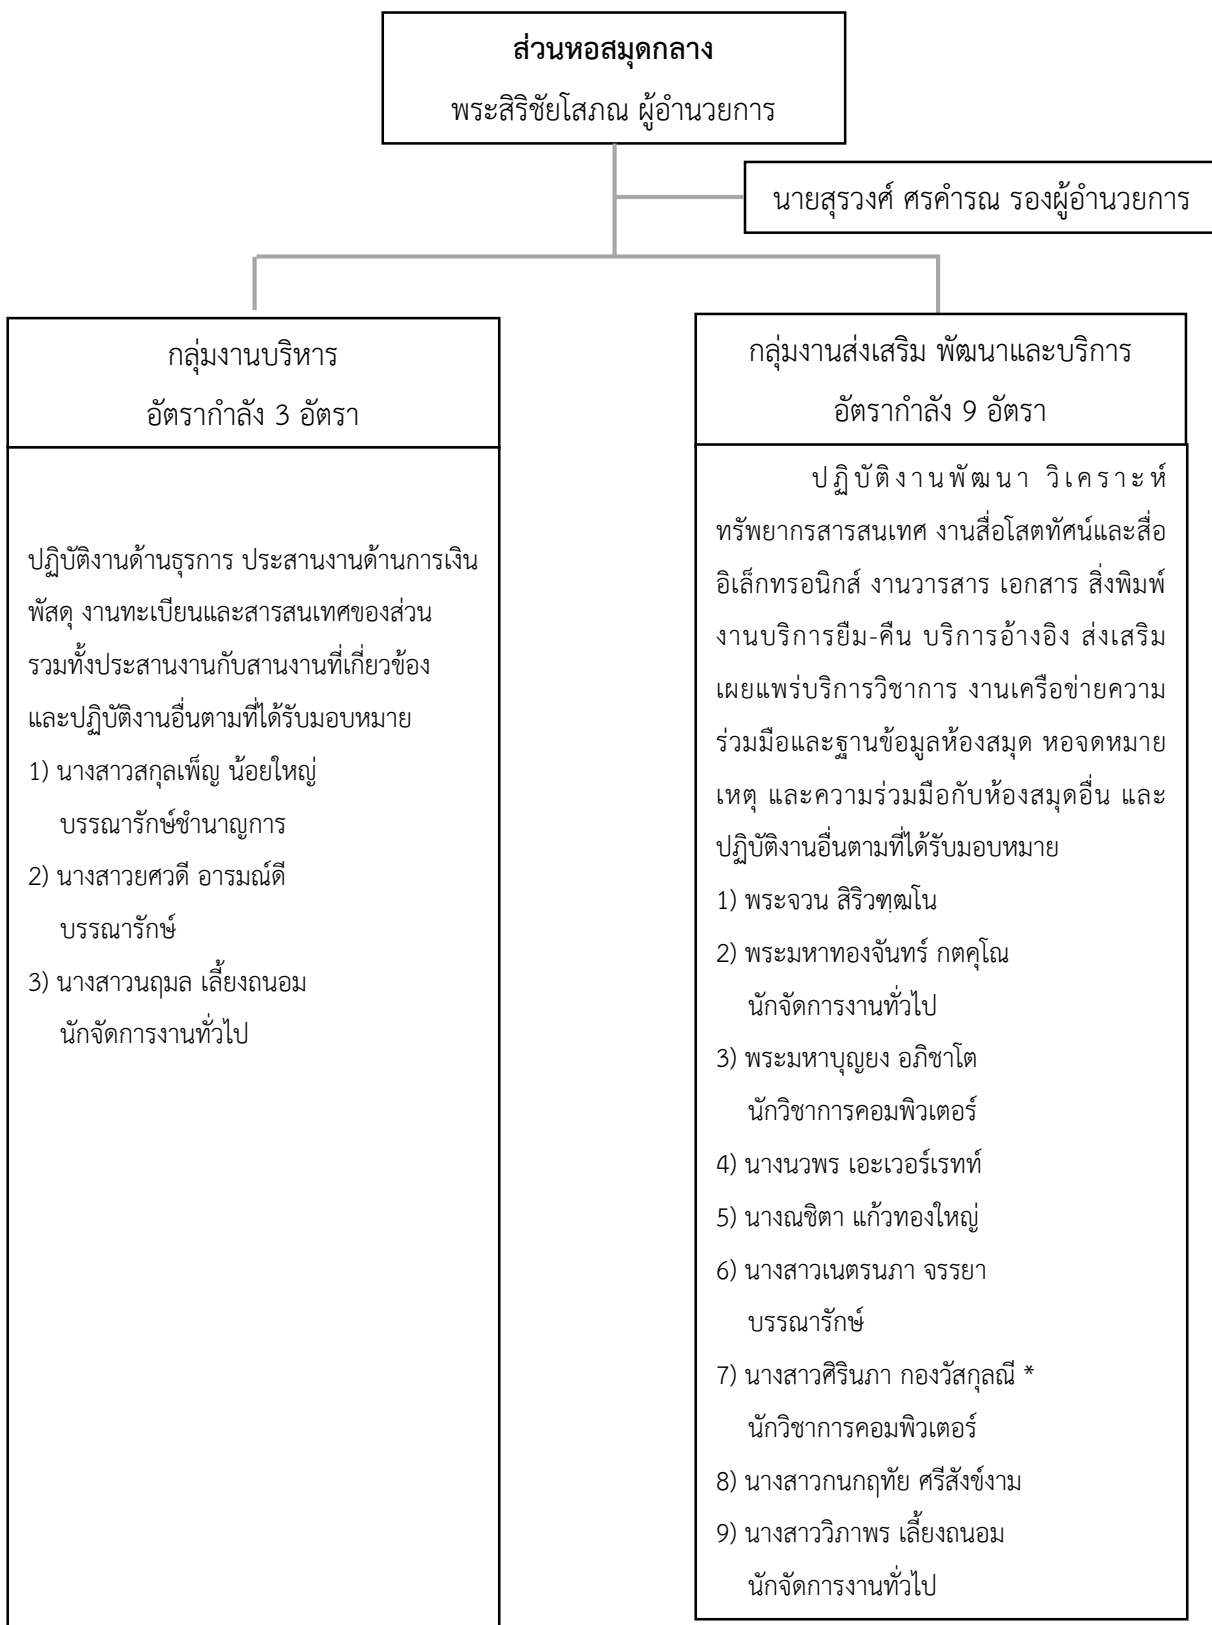 ส่วนหอสมุดกลาง
พระสิริชัยโสภณ ผู้อำนวยการ
นายสุรวงศ์ ศรคำรณ รองผู้อำนวยการ
กลุ่มงานบริหาร
อัตรากำลัง 3 อัตรา
ปฏิบัติงานด้านธุรการ ประสานงานด้านการเงิน
พัสดุ งานทะเบียนและสารสนเทศของส่วน
รวมทั้งประสานงานกับสานงานที่เกี่ยวข้อง
และปฏิบัติงานอื่นตามที่ได้รับมอบหมาย
1) นางสาวสกุลเพ็ญ น้อยใหญ่
บรรณารักษ์ชำนาญการ
2) นางสาวยศวดี อารมณ์ดี
บรรณารักษ์
3) นางสาวนฤมล เลี้ยงถนอม
นักจัดการงานทั่วไป
กลุ่มงานส่งเสริม พัฒนาและบริการ
อัตรากำลัง 9 อัตรา
ปฏิบัติงานพัฒนา วิเคราะห์
ทรัพยากรสารสนเทศ งานสื่อโสตทัศน์และสื่อ
อิเล็กทรอนิกส์ งานวารสาร เอกสาร สิ่งพิมพ์
งานบริการยืม-คืน บริการอ้างอิง ส่งเสริม
เผยแพร่บริการวิชาการ งานเครือข่ายความ
ร่วมมือและฐานข้อมูลห้องสมุด หอจดหมาย
เหตุ และความร่วมมือกับห้องสมุดอื่น และ
ปฏิบัติงานอื่นตามที่ได้รับมอบหมาย
1) พระจวน สิริวฑฺฒโน
2) พระมหาทองจันทร์ กตคุโณ
นักจัดการงานทั่วไป
3) พระมหาบุญยง อภิชาโต
นักวิชาการคอมพิวเตอร์
4) นางนวพร เอะเวอร์เรทท์
5) นางณชิตา แก้วทองใหญ่
6) นางสาวเนตรนภา จรรยา
บรรณารักษ์
7) นางสาวศิรินภา กองวัสกุลณี *
นักวิชาการคอมพิวเตอร์
8) นางสาวกนกฤทัย ศรีสังข์งาม
9) นางสาววิภาพร เลี้ยงถนอม
นักจัดการงานทั่วไป